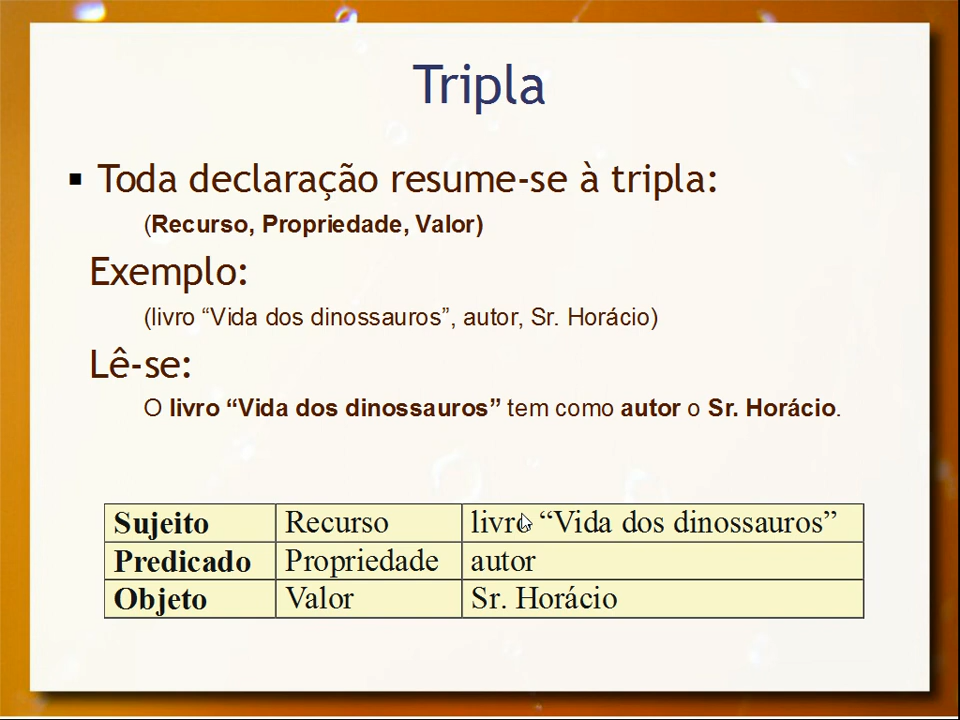 Tripla
▪ Toda declaração resume-se à tripla:
(Recurso, Propriedade, Valor)
Exemplo:
(livro “Vida dos dinossauros”, autor, Sr. Horácio)
Lê-se:
O livro “Vida dos dinossauros” tem como autor o Sr. Horácio.
Sujeito Recurso livro “Vida dos dinossauros”
Predicado Propriedade autor
Objeto Valor Sr. Horácio